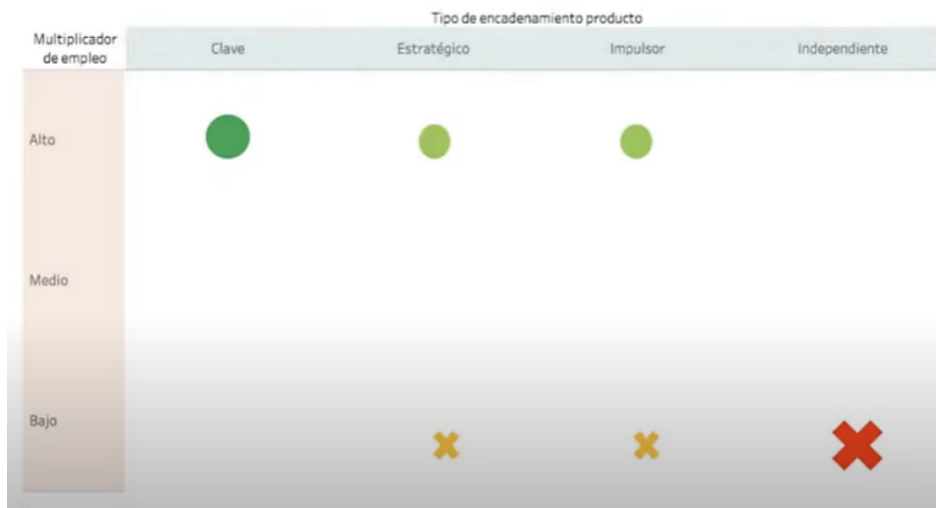 Tipo de encadenamiento producto
Multiplicador
de empleo
Clave
Estratégico
Impulsor
Independiente
Alto
Medio
Bajo